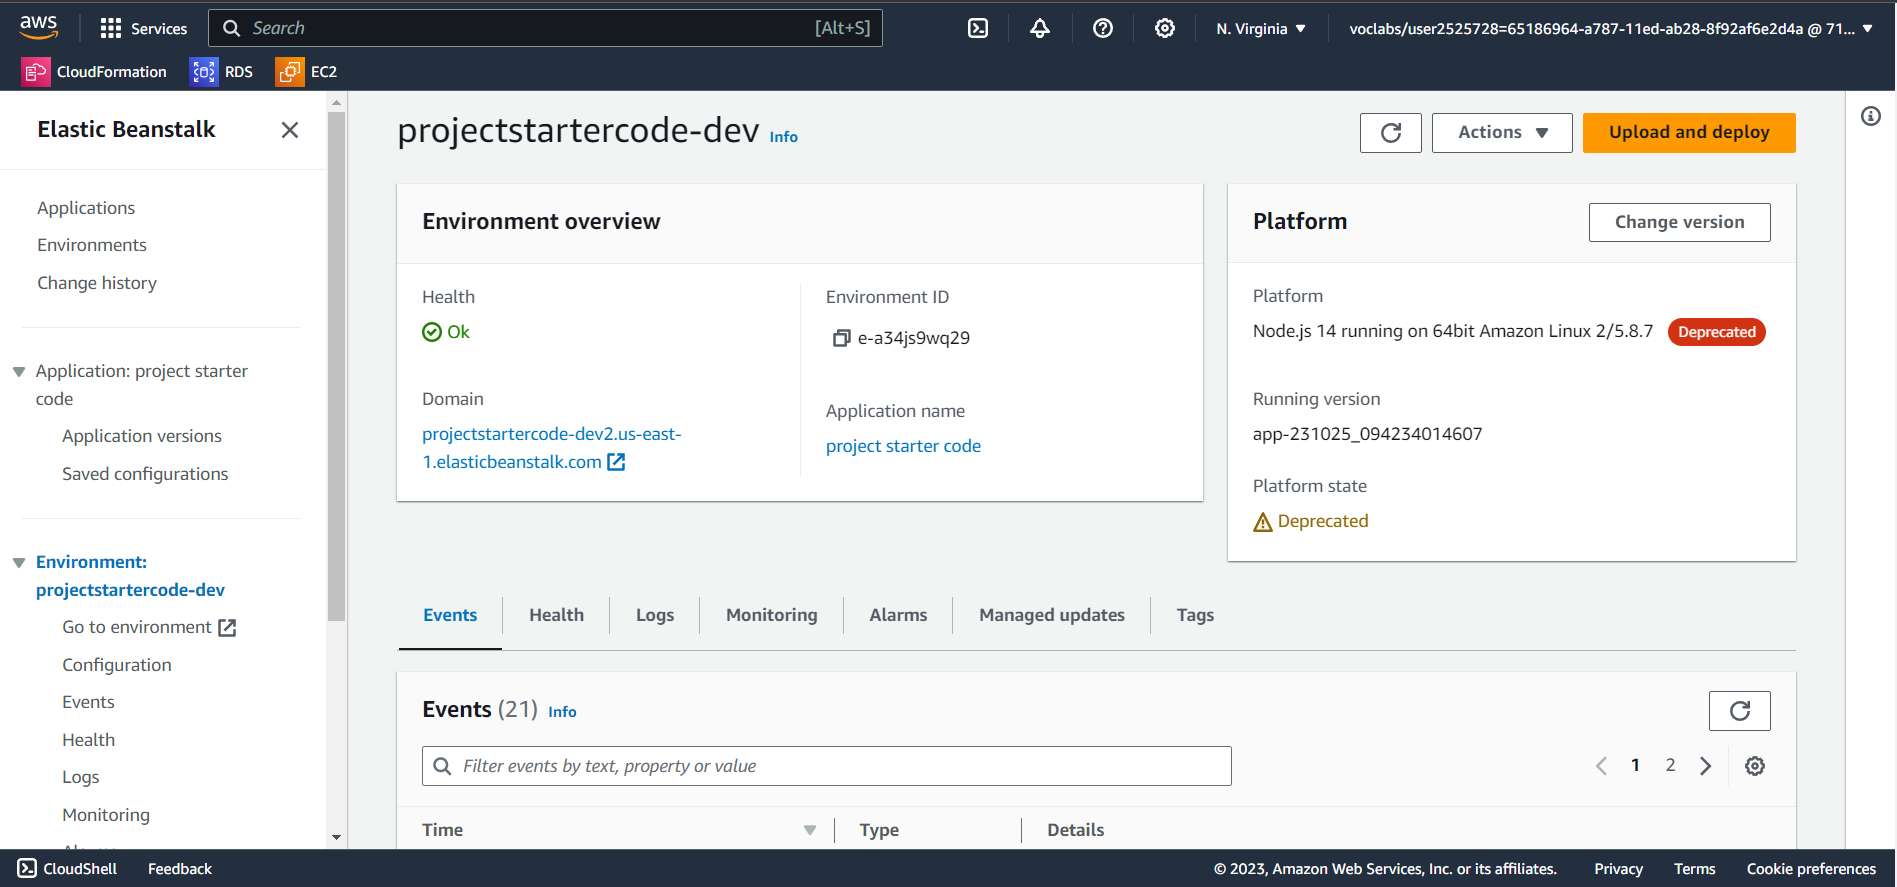 aws
Services
Search [Alt+S]
N. Virginia
voclabs/user2525728=65186964-a787-11ed-ab28-8f92af6e2d4a @ 71...
CloudFormation
RDS
EC2
Elastic Beanstalk
Applications
Environments
Change history
Application: project starter
code
Application versions
Saved configurations
Environment:
projectstartercode-dev
Go to environment
Configuration
Events
Health
Logs
Monitoring
projectstartercode-dev Info
Actions
Upload and deploy
Environment overview
Health
Ok
Domain
projectstartercode-dev2.us-east-
1.elasticbeanstalk.com
Environment ID
e-a34js9wq29
Application name
project starter code
Platform
Change version
Platform
Node.js 14 running on 64bit Amazon Linux 2/5.8.7 Deprecated
Running version
app-231025_094234014607
Platform state
Deprecated
Events
Health
Logs
Monitoring
Alarms
Managed updates
Tags
Events (21) Info
Filter events by text, property or value
1 2
Time
Type
Details
CloudShell
Feedback
© 2023, Amazon Web Services, Inc. or its affiliates.
Privacy
Terms
Cookie preferences